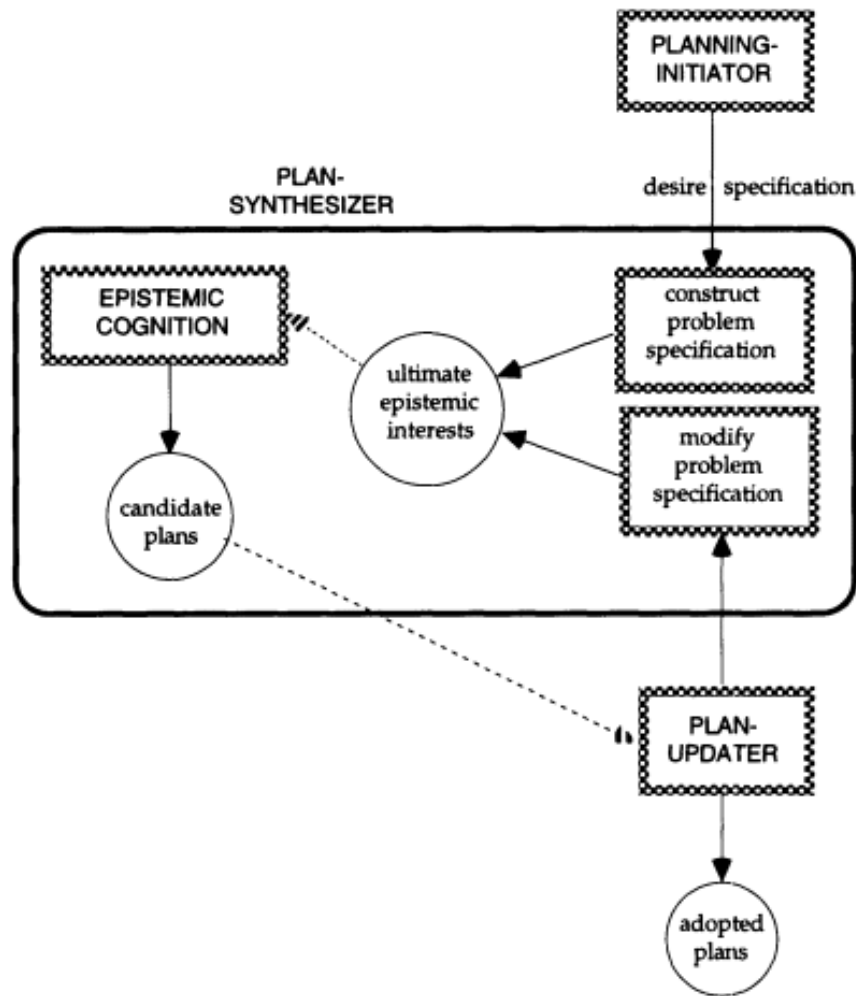 PLANNING-
INITIATOR
desire specification
PLAN-
SYNTHESIZER
EPISTEMIC
COGNITION
ultimate
epistemic
interests
construct
problem
specification
modify
problem
specification
candidate
plans
PLAN-
UPDATER
adopted
plans